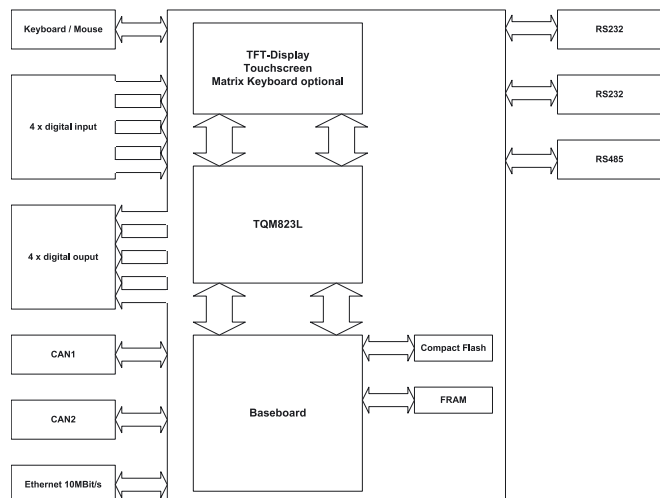 Keyboard / Mouse
4 x digital input
4 x digital ouput
CAN1
CAN2
Ethernet 10MBit/s
TFT-Display
Touchscreen
Matrix Keyboard optional
TQM823L
Baseboard
Compact Flash
FRAM
RS232
RS232
RS485